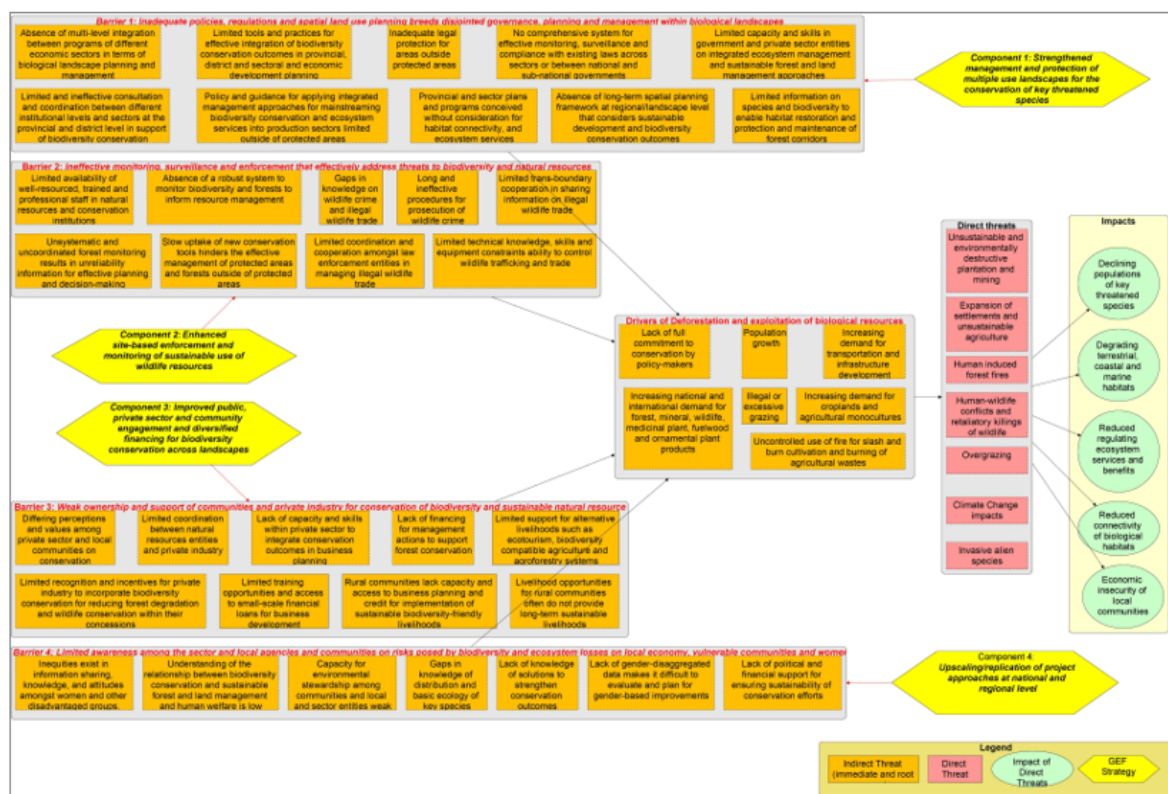 Barrier 1: Inadequate policies, regulations and spatial land use planning breeds disjointed governance, planning and management within biological landscapes
Absence of multi-level integration
between programs of different
economic sectors in terms of
biological landscape planning and
management
Limited tools and practices for
effective integration of biodiversity
conservation outcomes in provincial,
district and sectoral and economic
development planning
Inadequate legal
protection for
areas outside
protected areas
No comprehensive system for
effective monitoring, surveillance and
compliance with existing laws across
sectors or between national and
sub-national governments
Limited capacity and skills in
government and private sector entities
on integrated ecosystem management
and sustainable forest and land
management approaches
Limited and ineffective consultation
and coordination between different
institutional levels and sectors at the
provincial and district level in support
of biodiversity conservation
Policy and guidance for applying integrated
management approaches for mainstreaming
biodiversity conservation and ecosystem
services into production sectors limited
outside of protected areas
Provincial and sector plans
and programs conceived
without consideration for
habitat connectivity, and
ecosystem services
Absence of long-term spatial planning
framework at regional/landscape level
that considers sustainable
development and biodiversity
conservation outcomes
Limited information on
species and biodiversity to
enable habitat restoration and
protection and maintenance of
forest corridors
Component 1: Strengthened
management and protection of
multiple use landscapes for the
conservation of key threatened
species
Barrier 2: Ineffective monitoring, surveillance and enforcement that effectively address threats to biodiversity and natural resources
Limited availability of
well-resourced, trained and
professional staff in natural
resources and conservation
institutions
Absence of a robust system to
monitor biodiversity and forests to
inform resource management
Gaps in
knowledge on
wildlife crime
and illegal
wildlife trade
Long and
ineffective
procedures for
prosecution of
wildlife crime
Limited trans-boundary
cooperation in sharing
information on illegal
wildlife trade
Unsystematic and
uncoordinated forest monitoring
results in unreliability
information for effective planning
and decision-making
Slow uptake of new conservation
tools hinders the effective
management of protected areas
and forests outside of protected
areas
Limited coordination and
cooperation amongst law
enforcement entities in
managing illegal wildlife
trade
Limited technical knowledge, skills and
equipment constraints ability to control
wildlife trafficking and trade
Component 2: Enhanced
site-based enforcement and
monitoring of sustainable use of
wildlife resources
Component 3: Improved public,
private sector and community
engagement and diversified
financing for biodiversity
conservation across landscapes
Drivers of Deforestation and exploitation of biological resources
Lack of full
commitment to
conservation by
policy-makers
Population
growth
Increasing
demand for
transportation and
infrastructure
development
Increasing national and
international demand for
forest, mineral, wildlife,
medicinal plant, fuelwood
and ornamental plant
products
Illegal or
excessive
grazing
Increasing demand for
croplands and
agricultural monocultures
Uncontrolled use of fire for slash and
burn cultivation and burning of
agricultural wastes
Direct threats
Unsustainable and
environmentally
destructive
plantation and
mining
Expansion of
settlements and
unsustainable
agriculture
Human induced
forest fires
Human-wildlife
conflicts and
retaliatory killings
of wildlife
Overgrazing
Climate Change
impacts
Invasive alien
species
Impacts
Declining
populations
of key
threatened
species
Degrading
terrestrial,
coastal and
marine
habitats
Reduced
regulating
ecosystem
services and
benefits
Reduced
connectivity
of biological
habitats
Economic
insecurity of
local
communities
Barrier 3: Weak ownership and support of communities and private industry for conservation of biodiversity and sustainable natural resource
Differing perceptions
and values among
private sector and local
communities on
conservation
Limited coordination
between natural
resources entities
and private industry
Lack of capacity and skills
within private sector to
integrate conservation
outcomes in business
planning
Lack of financing
for management
actions to support
forest conservation
Limited support for alternative
livelihoods such as
ecotourism, biodiversity
compatible agriculture and
agroforestry systems
Limited recognition and incentives for private
industry to incorporate biodiversity
conservation for reducing forest degradation
and wildlife conservation within their
concessions
Limited training
opportunities and access
to small-scale financial
loans for business
development
Rural communities lack capacity and
access to business planning and
credit for implementation of
sustainable biodiversity-friendly
livelihoods
Livelihood opportunities
for rural communities
often do not provide
long-term sustainable
livelihoods
Barrier 4: Limited awareness among the sector and local agencies and communities on risks posed by biodiversity and ecosystem losses on local economy, vulnerable communities and women
Inequities exist in
information sharing,
knowledge, and attitudes
amongst women and other
disadvantaged groups.
Understanding of the
relationship between biodiversity
conservation and sustainable
forest and land management
and human welfare is low
Capacity for
environmental
stewardship among
communities and local
and sector entities weak
Gaps in
knowledge of
distribution and
basic ecology of
key species
Lack of knowledge
of solutions to
strengthen
conservation
outcomes
Lack of gender-disaggregated
data makes it difficult to
evaluate and plan for
gender-based improvements
Lack of political and
financial support for
ensuring sustainability of
conservation efforts
Component 4:
Upscaling/replication of project
approaches at national and
regional level
Legend
Indirect Threat
(immediate and root
Direct
Threat
Impact of
Direct
Threats
GEF
Strategy